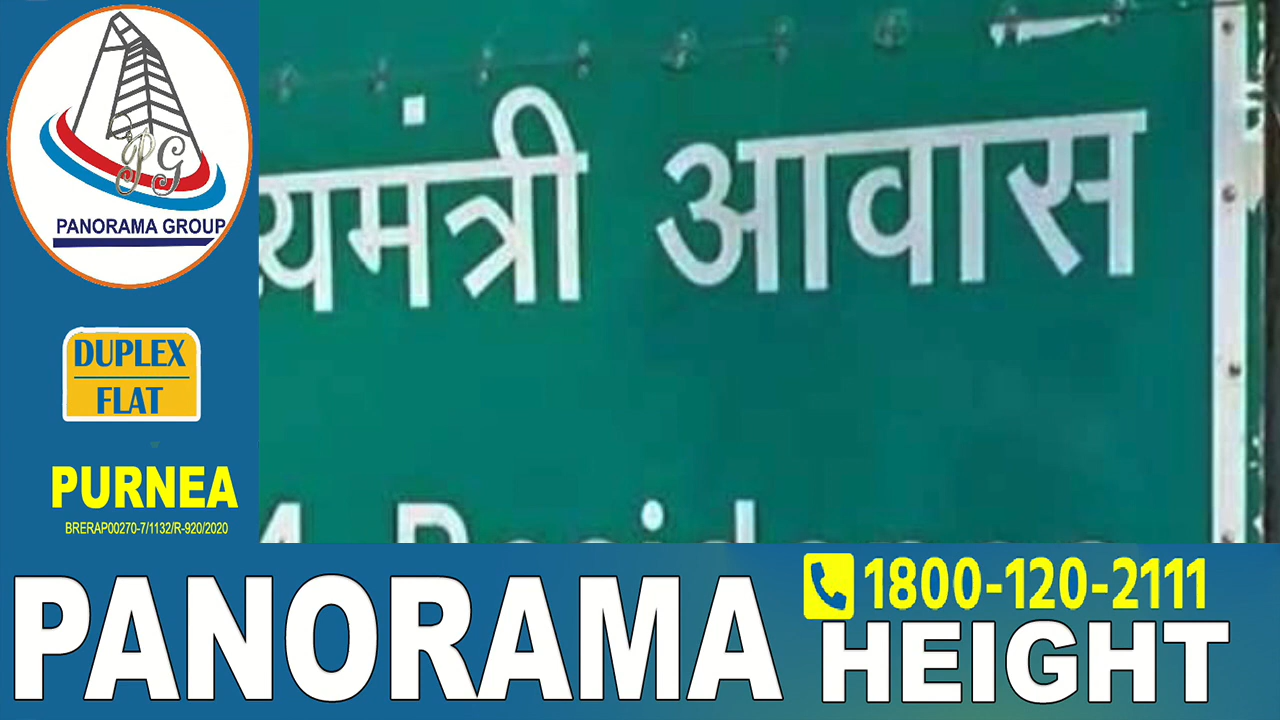 PG
PANORAMA GROUP
DUPLEX
FLAT
PURNEA
BRERAP00270-7/1132/R-920/2020
्यमंत्री आवास
1800-120-2111
PANORAMA HEIGHT